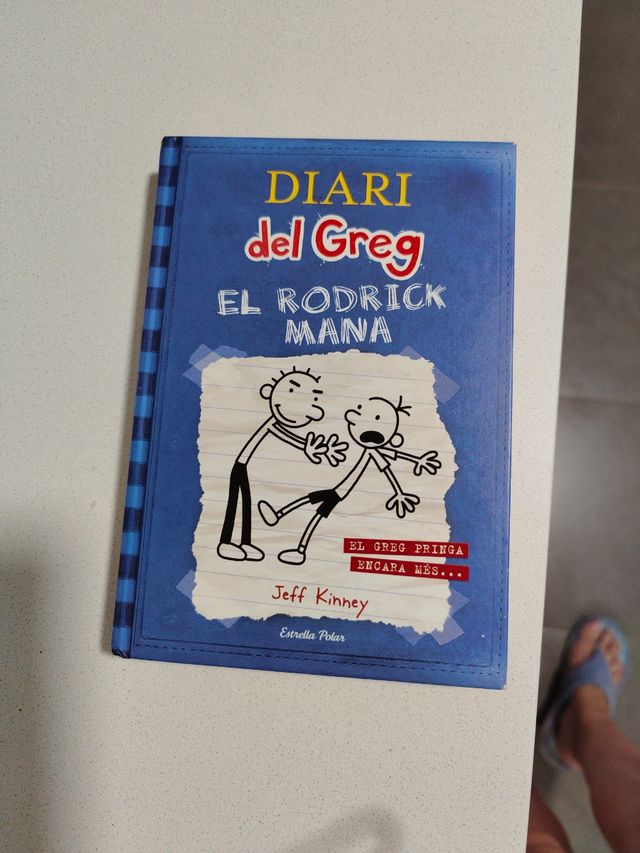 DIARI
del Greg
EL RODRICK
MANA
EL GREG PRINGA
ENCARA MÉS...
Jeff Kinney
Estrella Polar